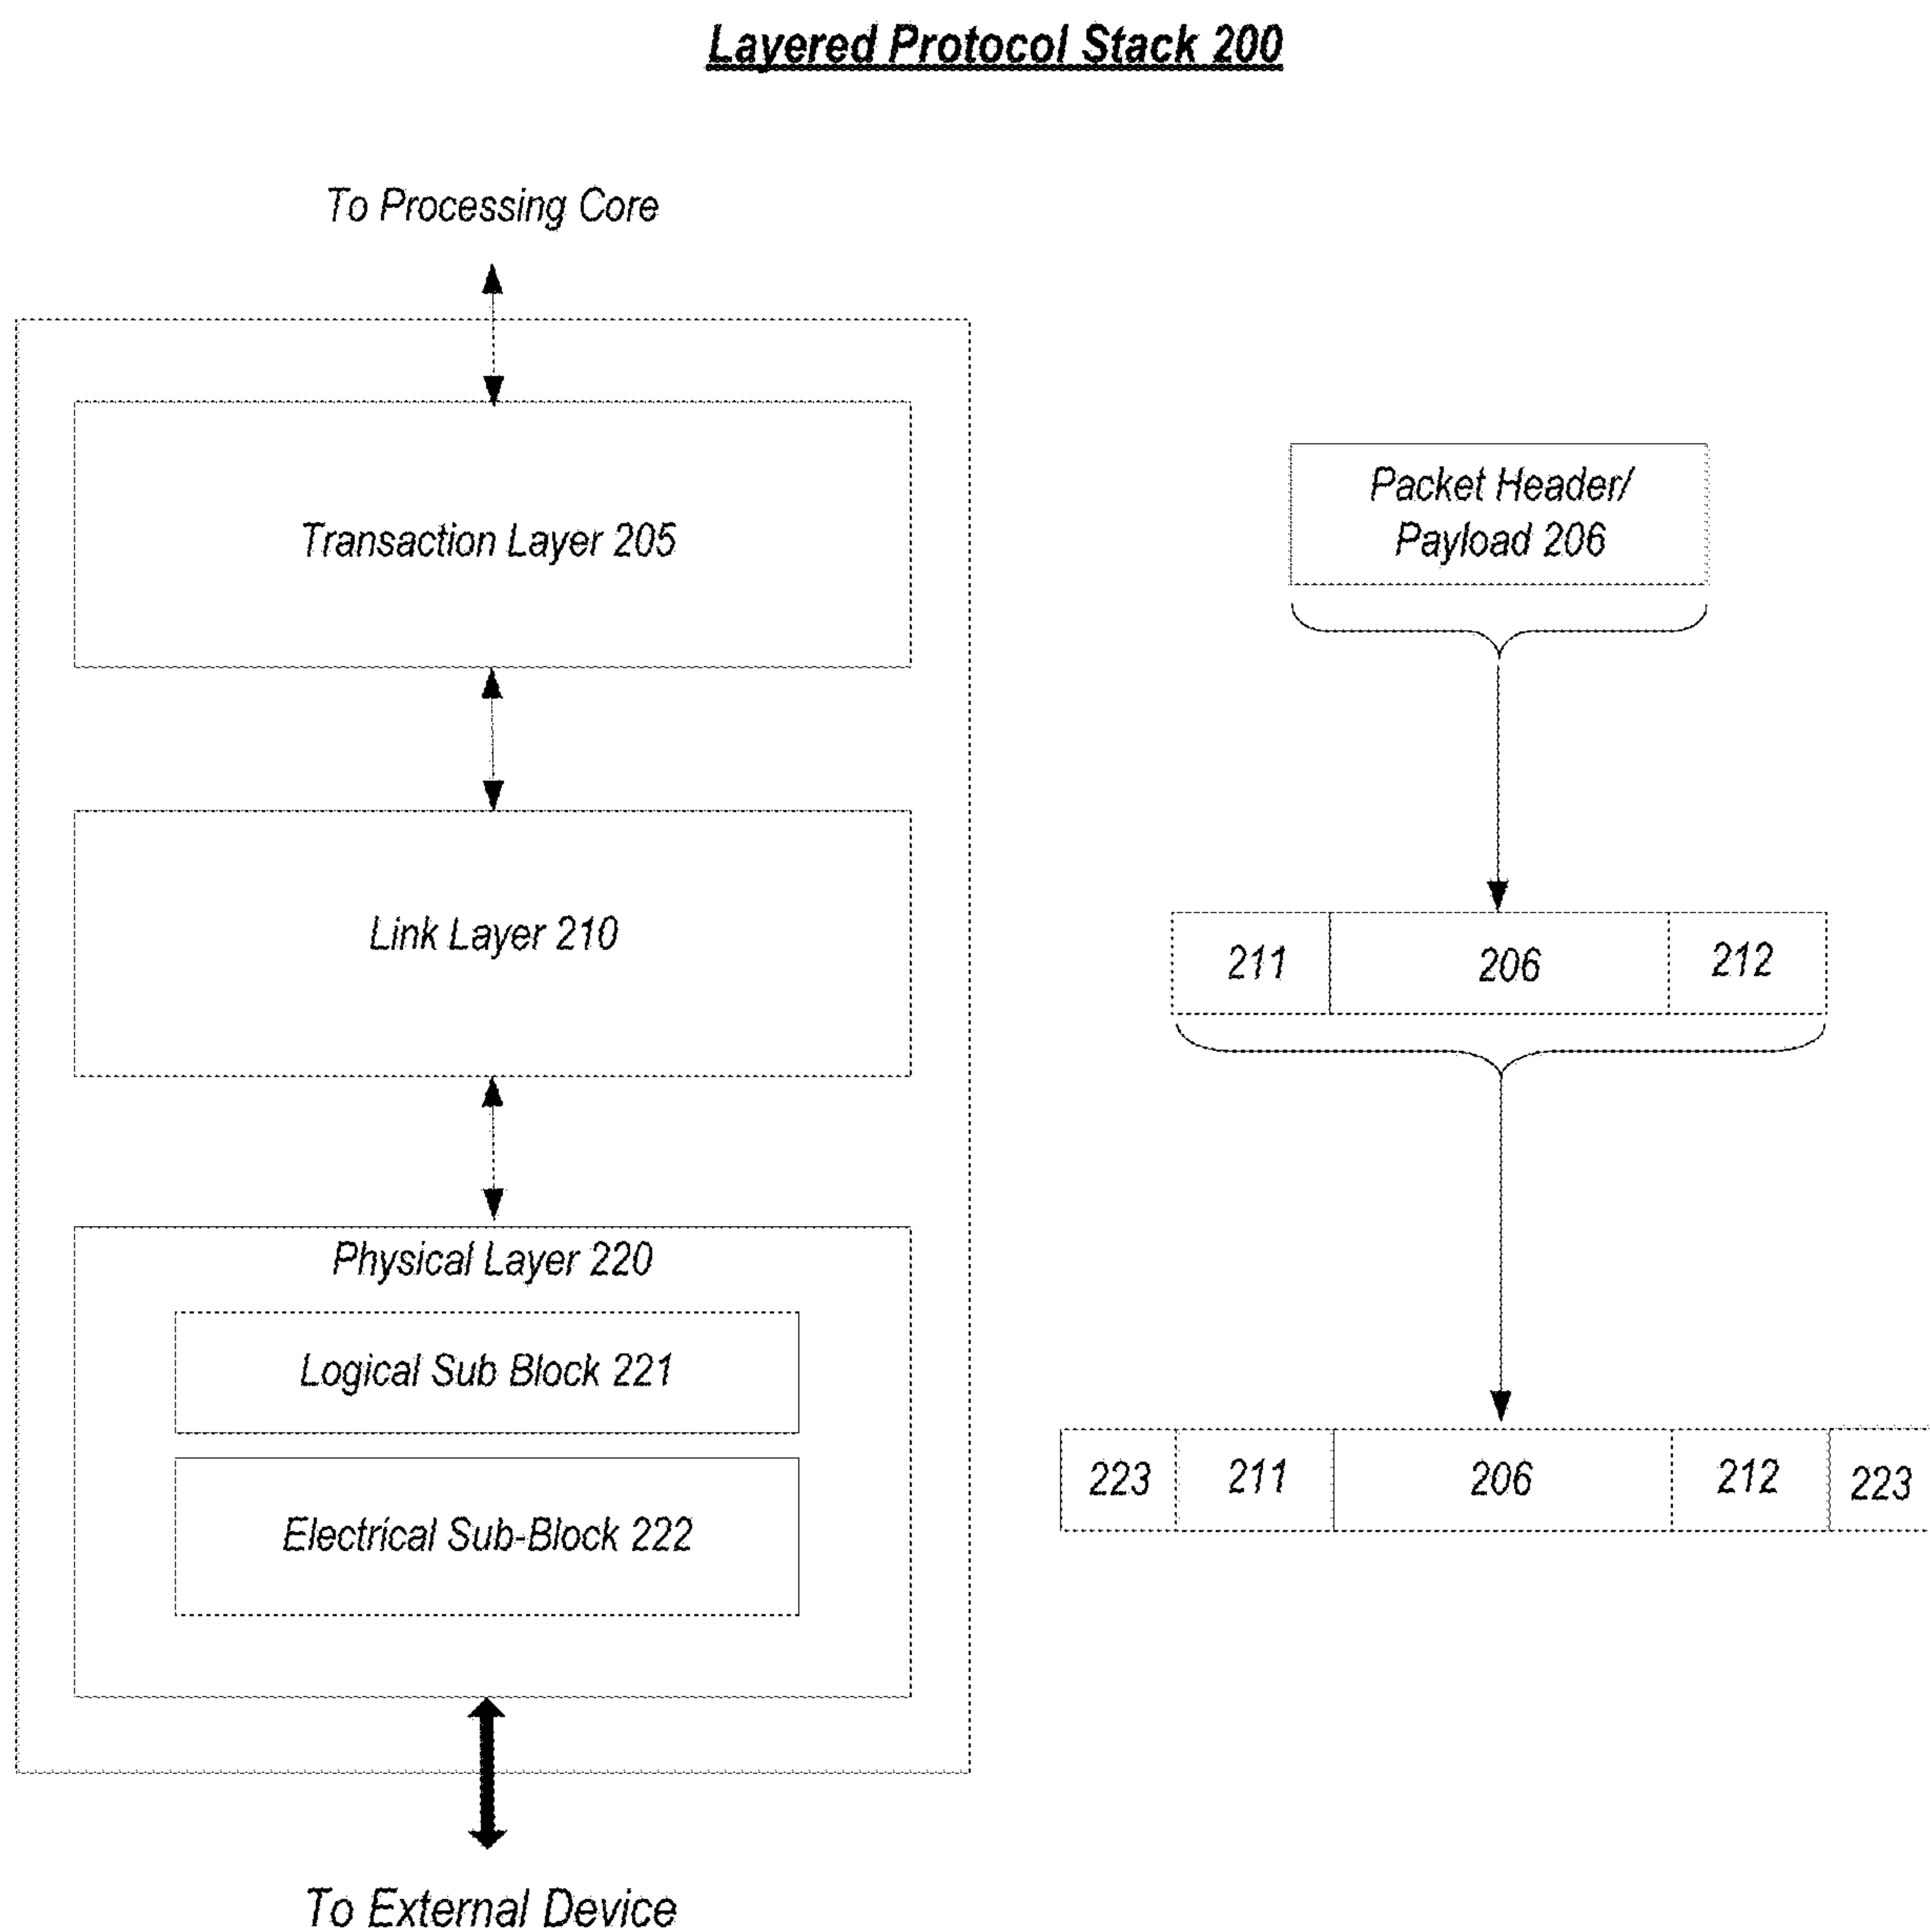 Layered Protocol Stack 200
To Processing Core
Transaction Layer 205
Packet Header/
Payload 206
Link Layer 210
211 206 212
Physical Layer 220
Logical Sub Block 221
Electrical Sub-Block 222
223 211 206 212 223
To External Device